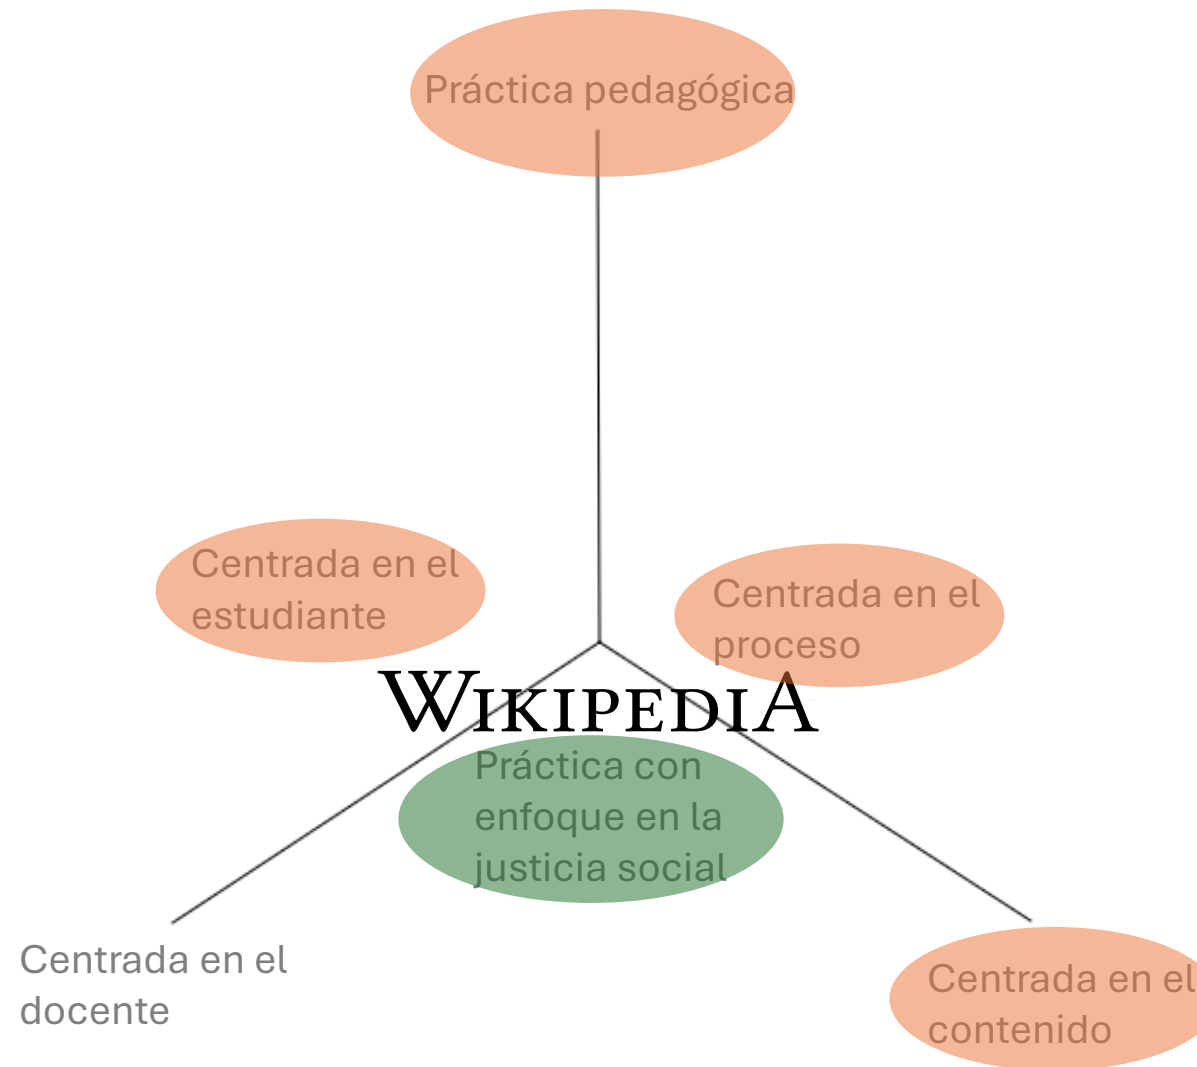 Práctica pedagógica
Centrada en el
estudiante
Centrada en el
proceso
WIKIPEDIA
Práctica con
enfoque en la
justicia social
Centrada en el
docente
Centrada en el
contenido